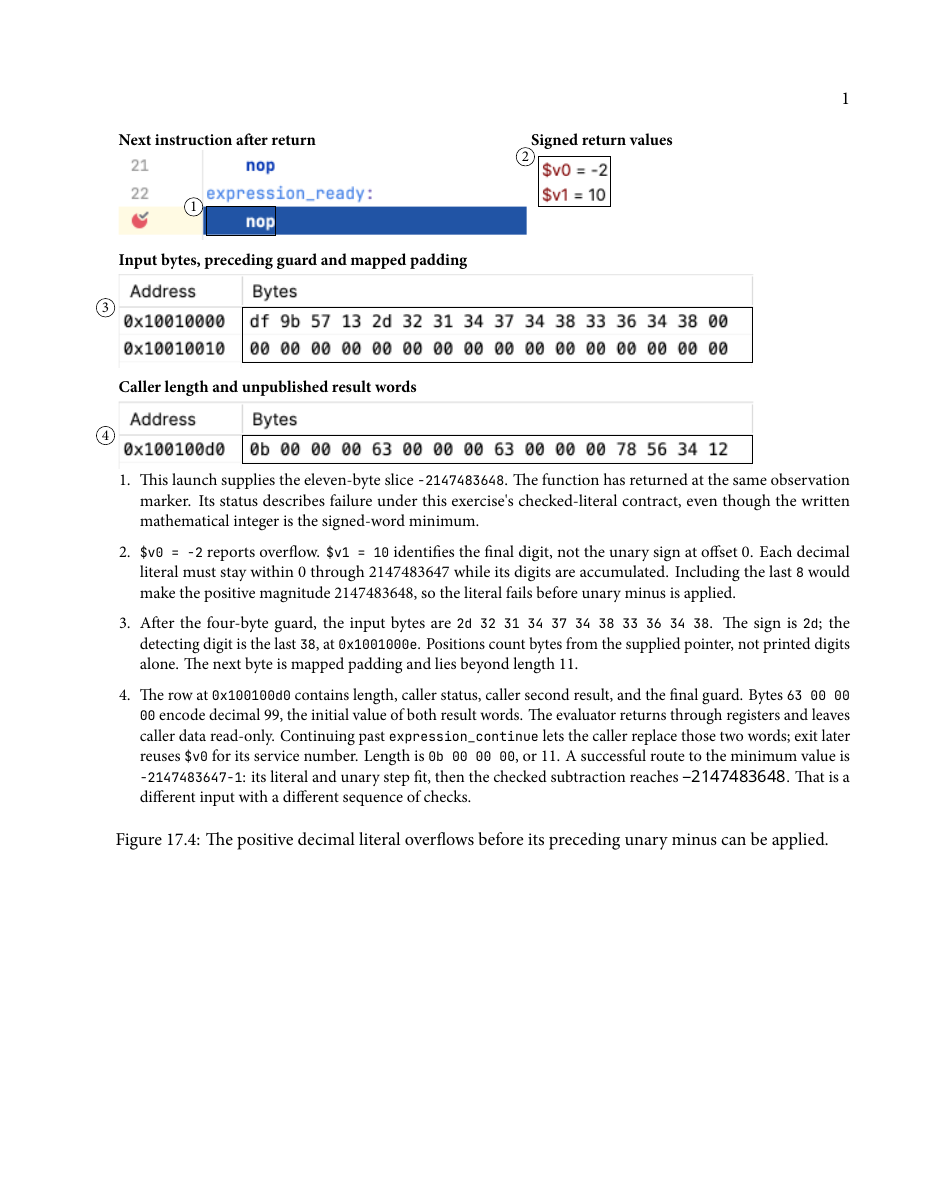 1
Next instruction after return
Signed return values
21 nop
22 expression_ready:
1
nop
2
$v0 = -2
$v1 = 10
Input bytes, preceding guard and mapped padding
Address Bytes
3
0x10010000 df 9b 57 13 2d 32 31 34 37 34 38 33 36 34 38 00
0x10010010 00 00 00 00 00 00 00 00 00 00 00 00 00 00 00 00
Caller length and unpublished result words
Address Bytes
4
0x100100d0 0b 00 00 00 63 00 00 00 63 00 00 00 78 56 34 12
1. This launch supplies the eleven-byte slice -2147483648. The function has returned at the same observation
marker. Its status describes failure under this exercise's checked-literal contract, even though the written
mathematical integer is the signed-word minimum.
2. $v0 = -2 reports overflow. $v1 = 10 identifies the final digit, not the unary sign at offset 0. Each decimal
literal must stay within 0 through 2147483647 while its digits are accumulated. Including the last 8 would
make the positive magnitude 2147483648, so the literal fails before unary minus is applied.
3. After the four-byte guard, the input bytes are 2d 32 31 34 37 34 38 33 36 34 38. The sign is 2d; the
detecting digit is the last 38, at 0x1001000e. Positions count bytes from the supplied pointer, not printed digits
alone. The next byte is mapped padding and lies beyond length 11.
4. The row at 0x100100d0 contains length, caller status, caller second result, and the final guard. Bytes 63 00 00
00 encode decimal 99, the initial value of both result words. The evaluator returns through registers and leaves
caller data read-only. Continuing past expression_continue lets the caller replace those two words; exit later
reuses $v0 for its service number. Length is 0b 00 00 00, or 11. A successful route to the minimum value is
-2147483647-1: its literal and unary step fit, then the checked subtraction reaches −2147483648. That is a
different input with a different sequence of checks.
Figure 17.4: The positive decimal literal overflows before its preceding unary minus can be applied.